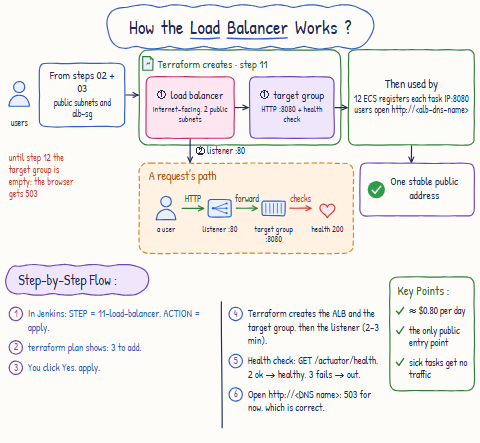 How the Load Balancer Works ?
Terraform creates - step 11
From steps 02 +
03
public subnets and
alb-sg
users
① load balancer
internet-facing, 2 public
subnets
① target group
HTTP :8080 + health
check
Then used by
12 ECS registers each task IP:8080
users open http://<alb-dns-name>
② listener :80
until step 12 the
target group is
empty: the browser
gets 503
A request's path
HTTP
forward
checks
a user
listener :80
target group
:8080
health 200
One stable public
address
Step-by-Step Flow :
1 In Jenkins: STEP = 11-load-balancer, ACTION =
apply.
2 terraform plan shows: 3 to add.
3 You click Yes, apply.
4 Terraform creates the ALB and the
target group, then the listener (2-3
min).
5 Health check: GET /actuator/health.
2 ok → healthy, 3 fails → out.
6 Open http://<DNS name>: 503 for
now, which is correct.
Key Points :
≈ $0.80 per day
the only public
entry point
sick tasks get no
traffic